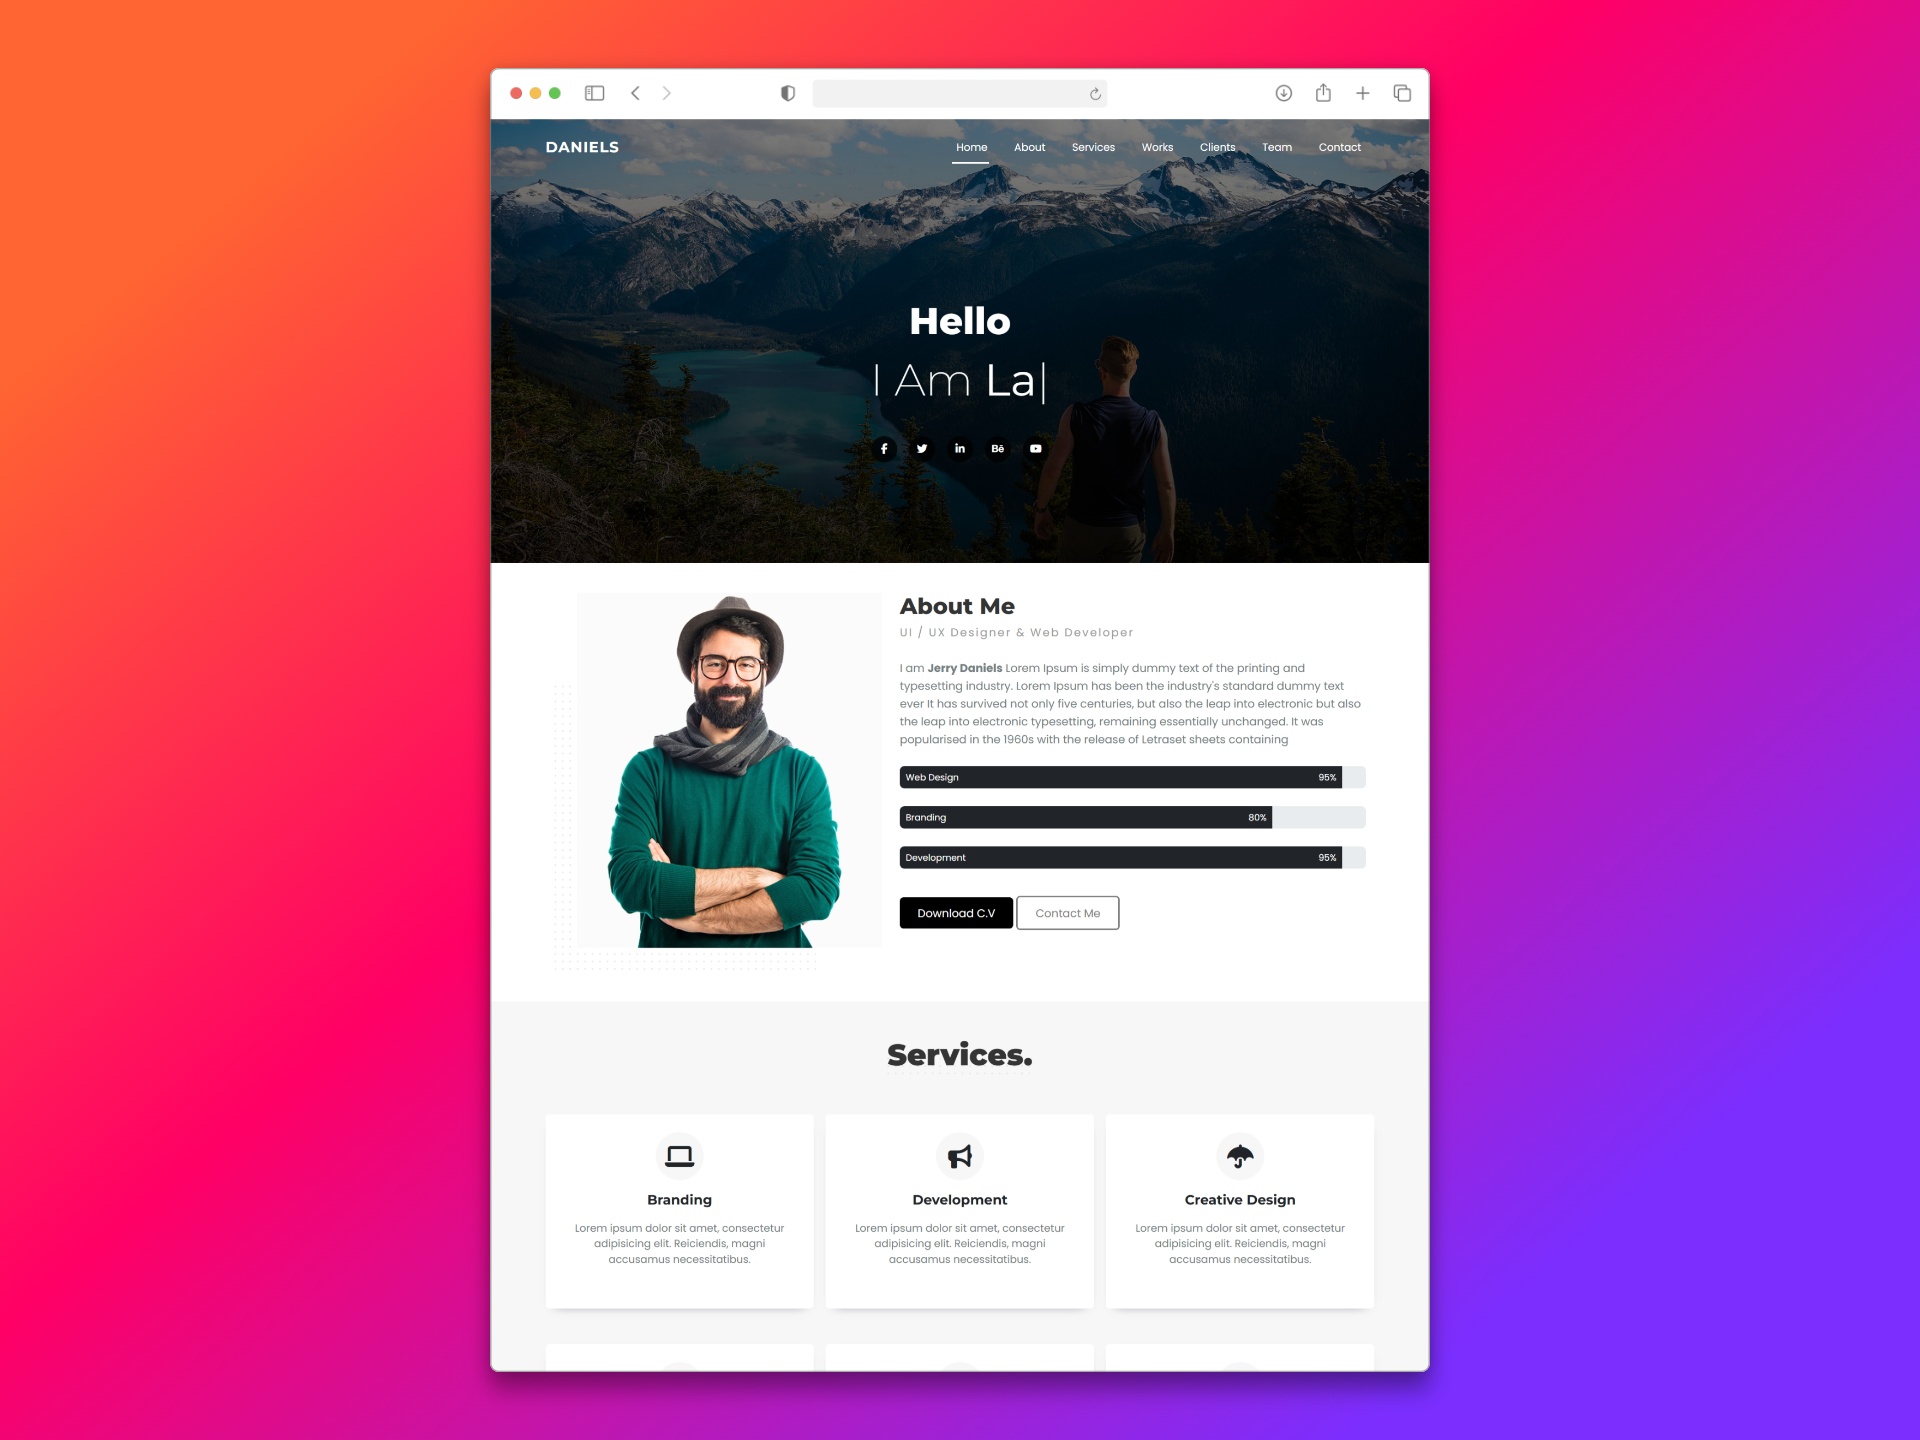 DANIELS
Home About Services Works Clients Team Contact
Hello
I Am La|
Bē
About Me
UI / UX Designer & Web Developer
I am Jerry Daniels Lorem Ipsum is simply dummy text of the printing and
typesetting industry. Lorem Ipsum has been the industry's standard dummy text
ever It has survived not only five centuries, but also the leap into electronic but also
the leap into electronic typesetting, remaining essentially unchanged. It was
popularised in the 1960s with the release of Letraset sheets containing
Web Design 95%
Branding 80%
Development 95%
Download C.V Contact Me
Services.
Branding
Lorem ipsum dolor sit amet, consectetur
adipisicing elit. Reiciendis, magni
accusamus necessitatibus.
Development
Lorem ipsum dolor sit amet, consectetur
adipisicing elit. Reiciendis, magni
accusamus necessitatibus.
Creative Design
Lorem ipsum dolor sit amet, consectetur
adipisicing elit. Reiciendis, magni
accusamus necessitatibus.